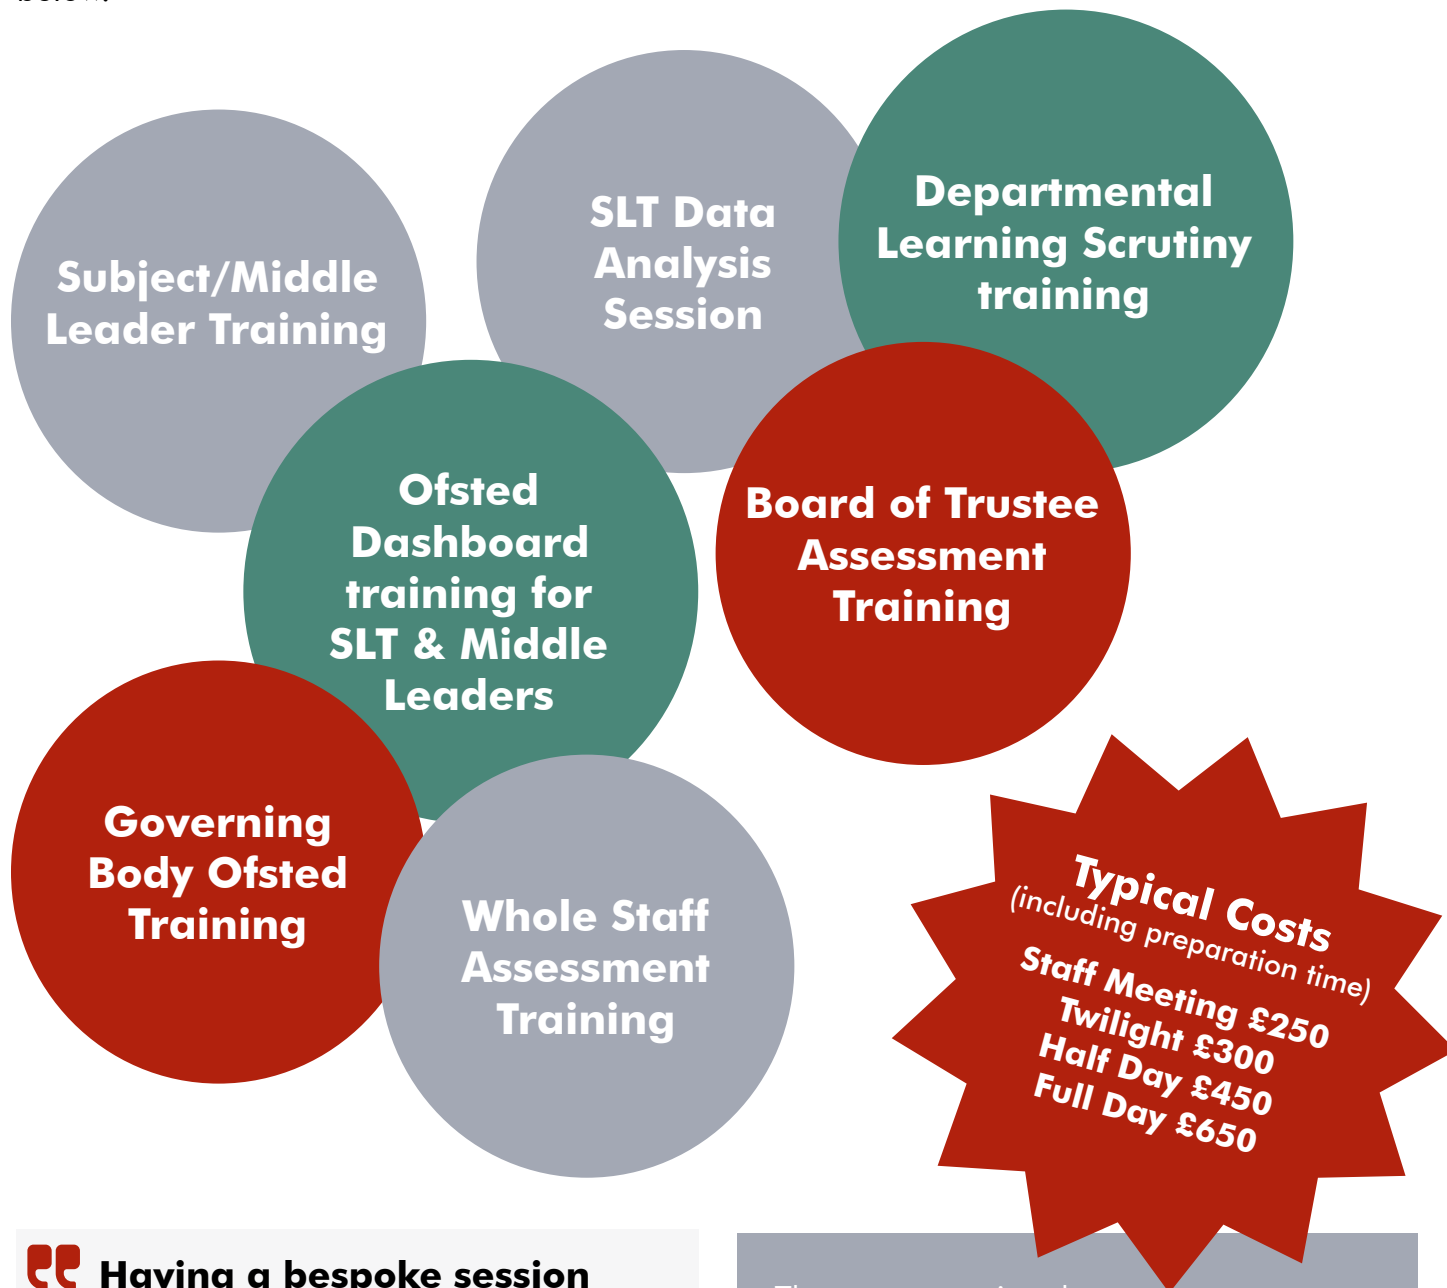 below.
SLT Data
Analysis
Session
Departmental
Learning Scrutiny
training
Subject/Middle
Leader Training
Ofsted
Dashboard
training for
SLT & Middle
Leaders
Board of Trustee
Assessment
Training
Governing
Body Ofsted
Training
Whole Staff
Assessment
Training
Typical Costs
(including preparation time)
Staff Meeting £250
Twilight £300
Half Day £450
Full Day £650
Having a bespoke session